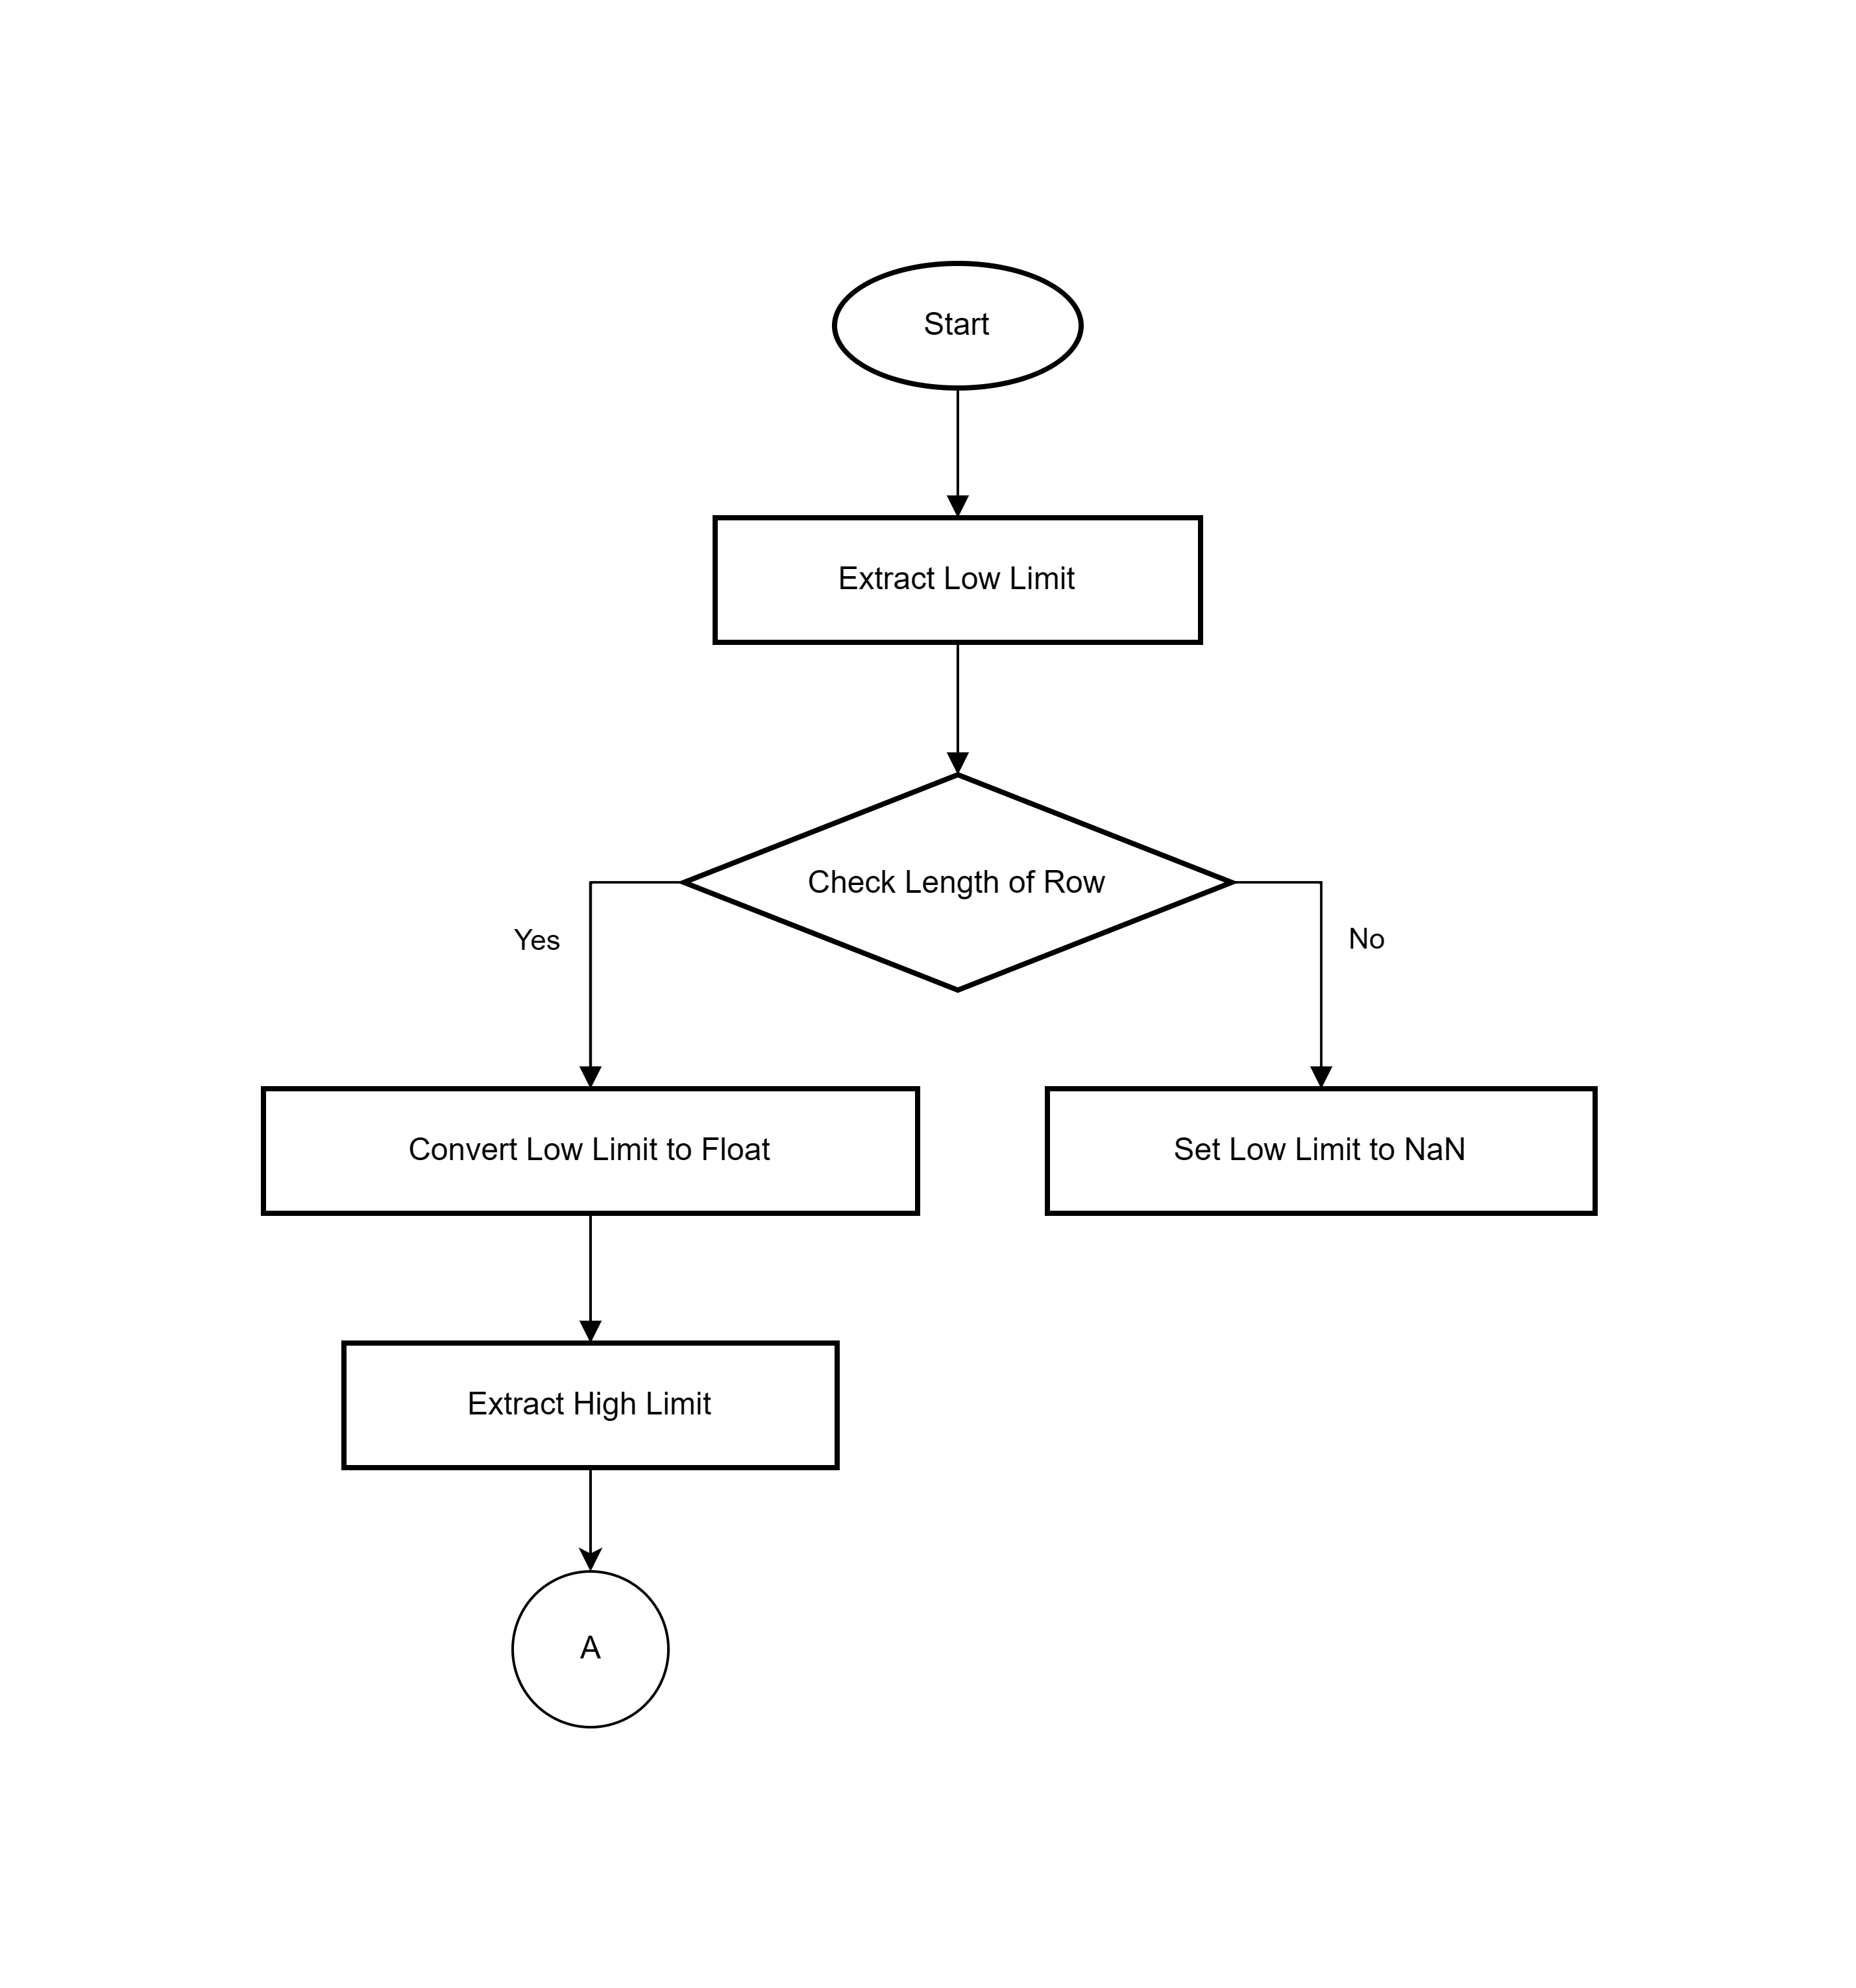 Start
Extract Low Limit
Check Length of Row
Yes
No
Convert Low Limit to Float
Set Low Limit to NaN
Extract High Limit
A